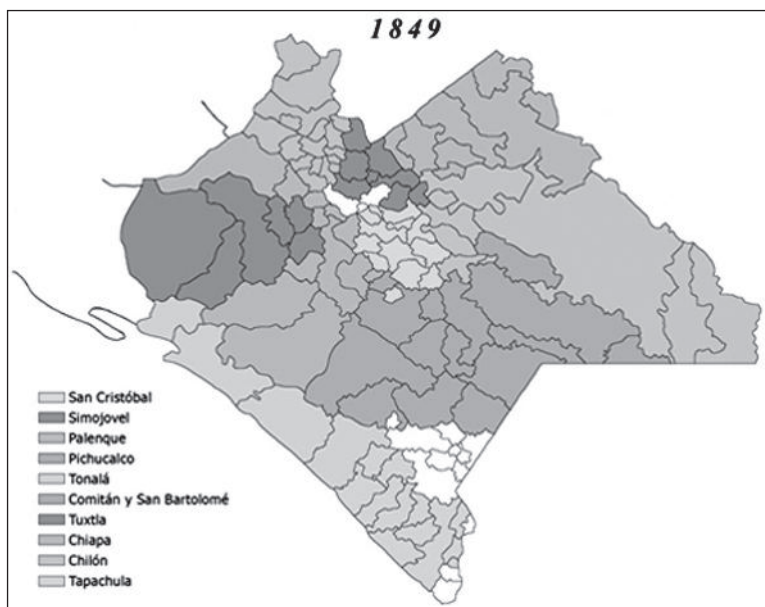 1849
San Cristóbal
Simojovel
Palenque
Pichucalco
Tonalá
Comitán y San Bartolomé
Tuxtla
Chiapa
Chilón
Tapachula